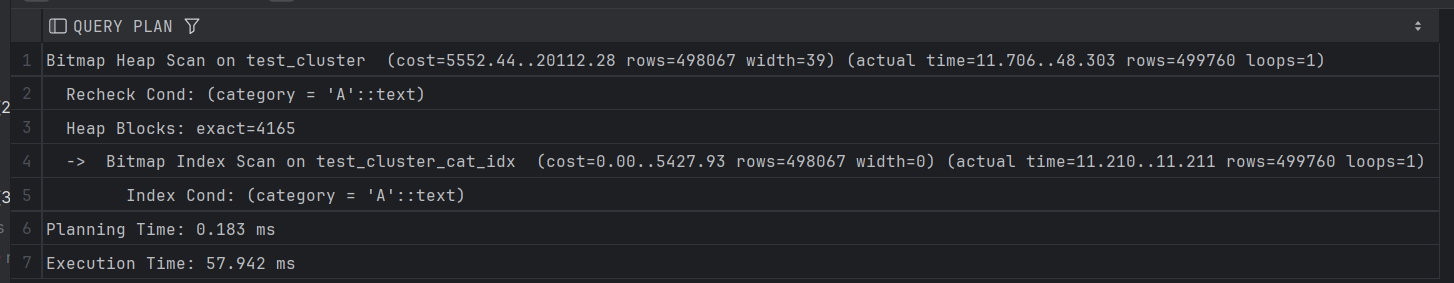 QUERY PLAN
1 Bitmap Heap Scan on test_cluster (cost=5552.44..20112.28 rows=498067 width=39) (actual time=11.706..48.303 rows=499760 loops=1)
2 Recheck Cond: (category = 'A'::text)
(2
3 Heap Blocks: exact=4165
4 -> Bitmap Index Scan on test_cluster_cat_idx (cost=0.00..5427.93 rows=498067 width=0) (actual time=11.210..11.211 rows=499760 loops=1)
5 Index Cond: (category = 'A'::text)
(3
6 Planning Time: 0.183 ms
s
7 Execution Time: 57.942 ms
r